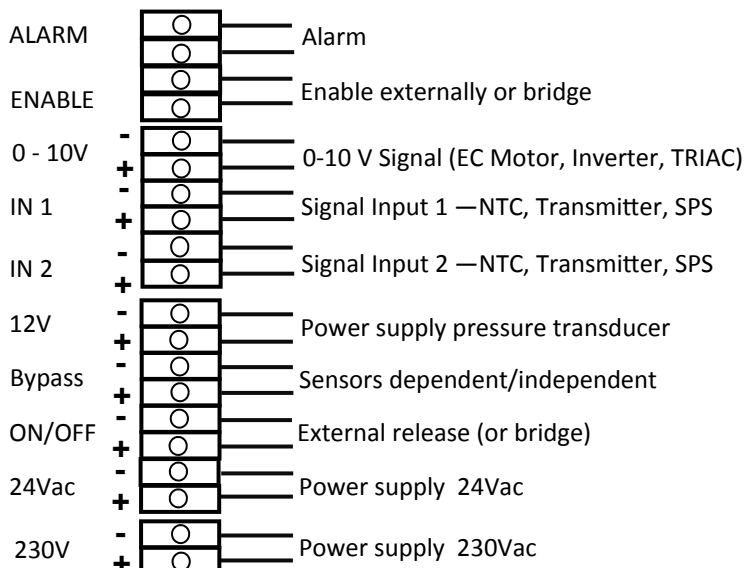 ALARM Alarm
ENABLE Enable externally or bridge
0 - 10V - + 0-10 V Signal (EC Motor, Inverter, TRIAC)
IN 1 - + Signal Input 1 —NTC, Transmitter, SPS
IN 2 - + Signal Input 2 —NTC, Transmitter, SPS
12V - + Power supply pressure transducer
Bypass - + Sensors dependent/independent
ON/OFF - + External release (or bridge)
24Vac - + Power supply 24Vac
230V - + Power supply 230Vac